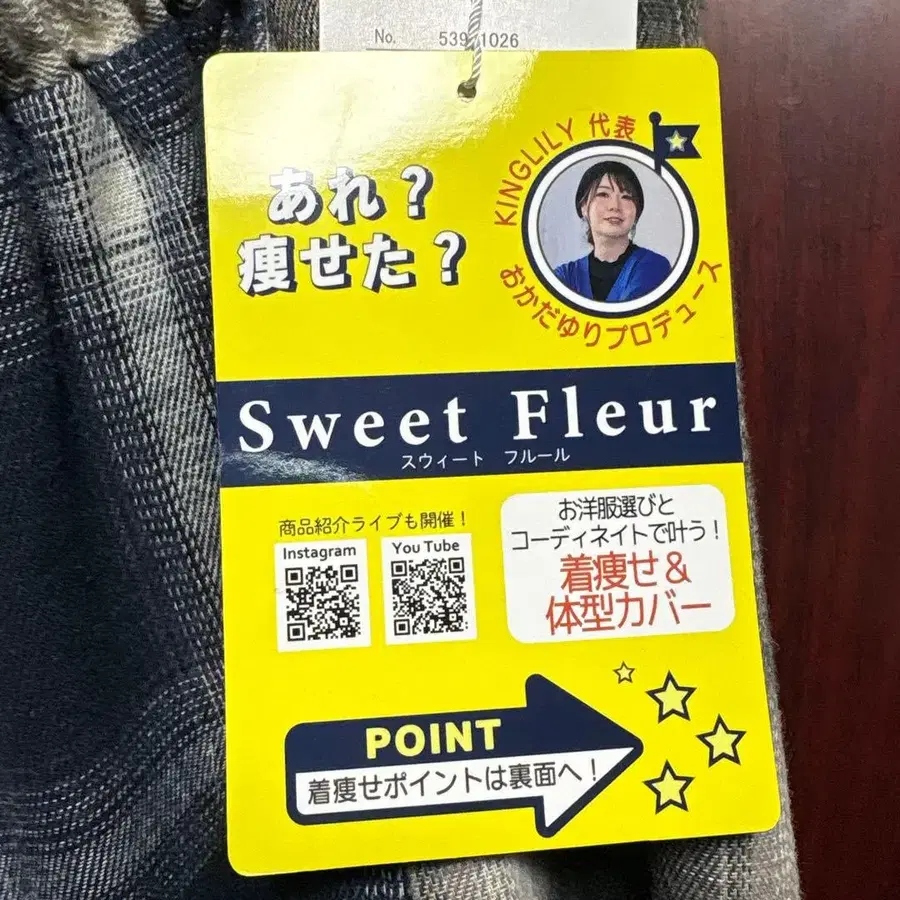 No.
あれ？
痩せた？
KINGLILY 代表
おかだゆりプロデュース
Sweet Fleur
スウィート フルール
商品紹介ライブも開催！
Instagram
You Tube
お洋服選びと
コーディネイトで叶う！
着痩せ＆
体型カバー
POINT
着痩せポイントは裏面へ！